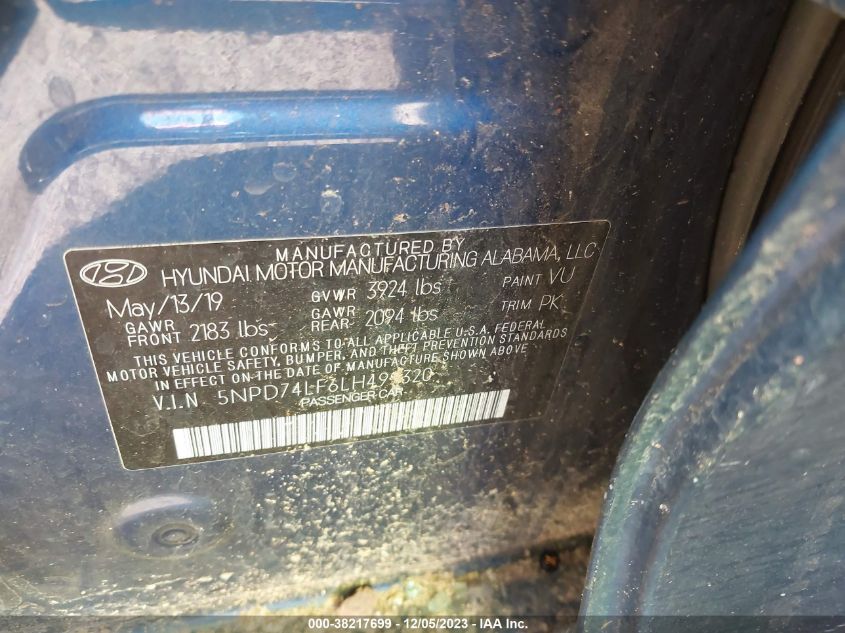 MANUFACTURED BY
HYUNDAI MOTOR MANUFACTURING ALABAMA, LLC
May/13/19 GVWR 3924 lbs PAINT VU
GAWR FRONT 2183 lbs GAWR REAR 2094 lbs TRIM PK
THIS VEHICLE CONFORMS TO ALL APPLICABLE U.S.A. FEDERAL
MOTOR VEHICLE SAFETY, BUMPER, AND THEFT PREVENTION STANDARDS
IN EFFECT ON THE DATE OF MANUFACTURE SHOWN ABOVE
V.I.N
PASSENGER CAR
000-38217699 - 12/05/2023 - IAA Inc.